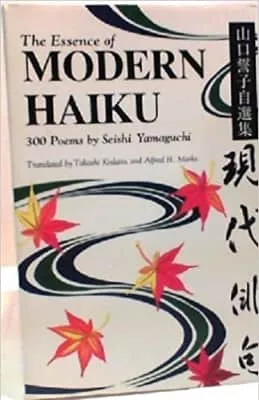 The Essence of
MODERN
HAIKU
300 Poems by Seishi Yamaguchi
Translated by Takashi Kodaira and Alfred H. Marks
山口誓子自選集
現代俳句